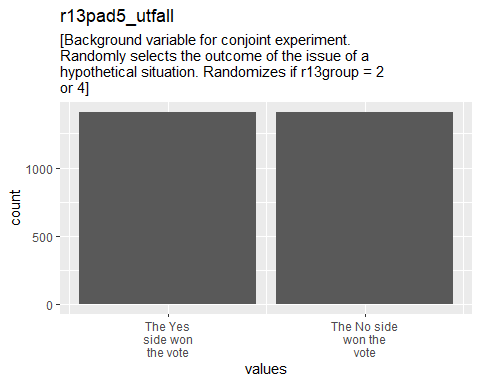 r13pad5_utfall
[Background variable for conjoint experiment.
Randomly selects the outcome of the issue of a
hypothetical situation. Randomizes if r13group = 2
or 4]
count
1000
500
0
The Yes
side won
the vote
The No side
won the
vote
values